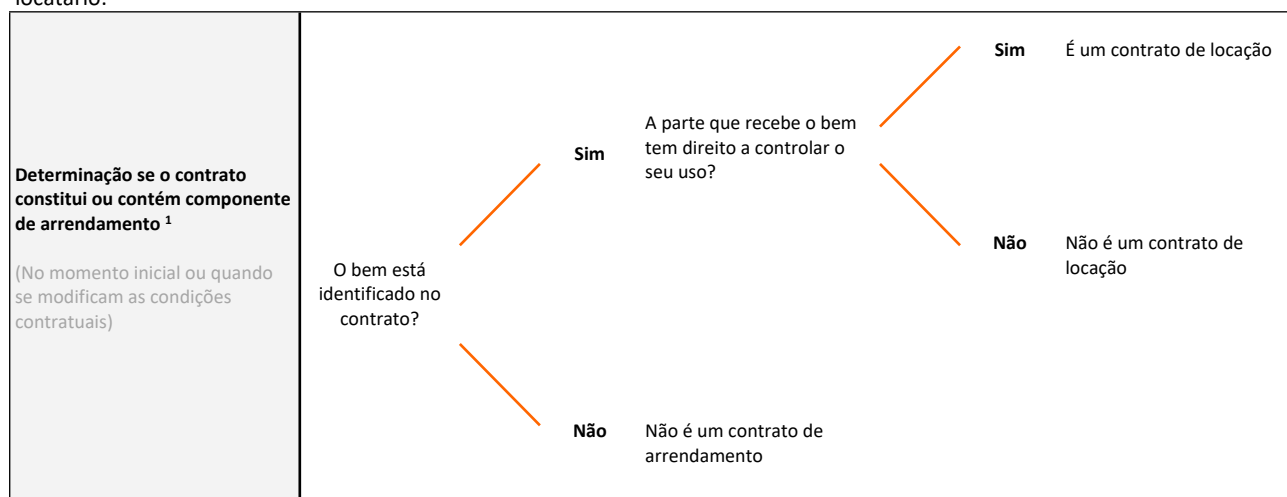 locatário:
Determinação se o contrato
constitui ou contém componente
de arrendamento 1
(No momento inicial ou quando
se modificam as condições
contratuais)
O bem está
identificado no
contrato?
Sim
A parte que recebe o bem
tem direito a controlar o
seu uso?
Sim
É um contrato de locação
Não
Não é um contrato de
locação
Não
Não é um contrato de
arrendamento